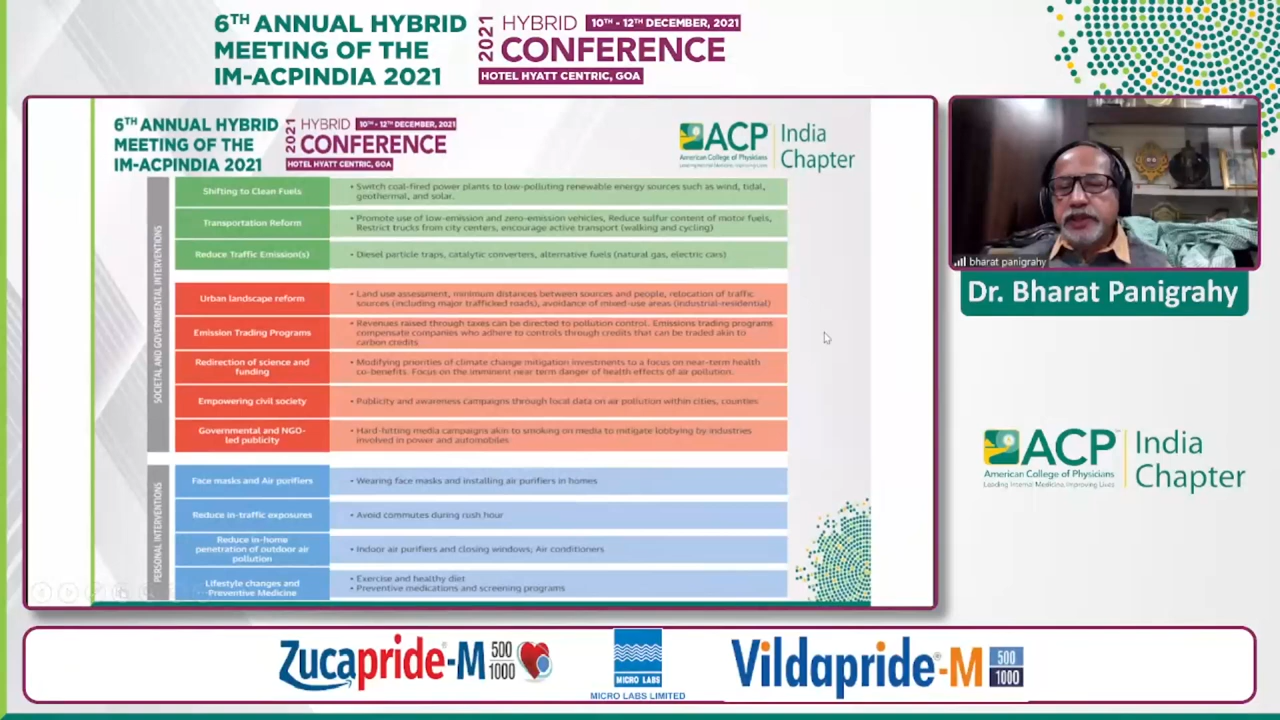 6TH ANNUAL HYBRID
MEETING OF THE
IM-ACPINDIA 2021
2021
HYBRID 10TH - 12TH DECEMBER, 2021
CONFERENCE
HOTEL HYATT CENTRIC, GOA
6TH ANNUAL HYBRID
MEETING OF THE
IM-ACPINDIA 2021
2021
HYBRID 10TH - 12TH DECEMBER, 2021
CONFERENCE
HOTEL HYATT CENTRIC, GOA
ACP India
Chapter
American College of Physicians
Leading Internal Medicine, Improving Lives
SOCIETAL AND GOVERNMENTAL INTERVENTIONS
Shifting to Clean Fuels
• Switch coal-fired power plants to low-polluting renewable energy sources such as wind, tidal,
geothermal, and solar.
Transportation Reform
• Promote use of low-emission and zero-emission vehicles, Reduce sulfur content of motor fuels,
Restrict trucks from city centers, encourage active transport (walking and cycling)
Reduce Traffic Emission(s)
• Diesel particle traps, catalytic converters, alternative fuels (natural gas, electric cars)
Urban landscape reform
• Land use assessment, minimum distances between sources and people, relocation of traffic
sources (including major trafficked roads), avoidance of mixed-use areas (industrial-residential)
Emission Trading Programs
• Revenues raised through taxes can be directed to pollution control. Emissions trading programs
compensate companies who adhere to controls through credits that can be traded akin to
carbon credits
Redirection of science and
funding
• Modifying priorities of climate change mitigation investments to a focus on near-term health
co-benefits. Focus on the imminent near term danger of health effects of air pollution.
Empowering civil society
• Publicity and awareness campaigns through local data on air pollution within cities, counties
Governmental and NGO-
led publicity
• Hard-hitting media campaigns akin to smoking on media to mitigate lobbying by industries
involved in power and automobiles
PERSONAL INTERVENTIONS
Face masks and Air purifiers
• Wearing face masks and installing air purifiers in homes
Reduce in-traffic exposures
• Avoid commutes during rush hour
Reduce in-home
penetration of outdoor air
pollution
• Indoor air purifiers and closing windows; Air conditioners
Lifestyle changes and
Preventive Medicine
• Exercise and healthy diet
• Preventive medications and screening programs
bharat panigrahy
Dr. Bharat Panigrahy
ACP India
Chapter
American College of Physicians
Leading Internal Medicine, Improving Lives
Zucapride®-M 500
1000
MICRO LABS
MICRO LABS LIMITED
Vildapride®-M 500
1000